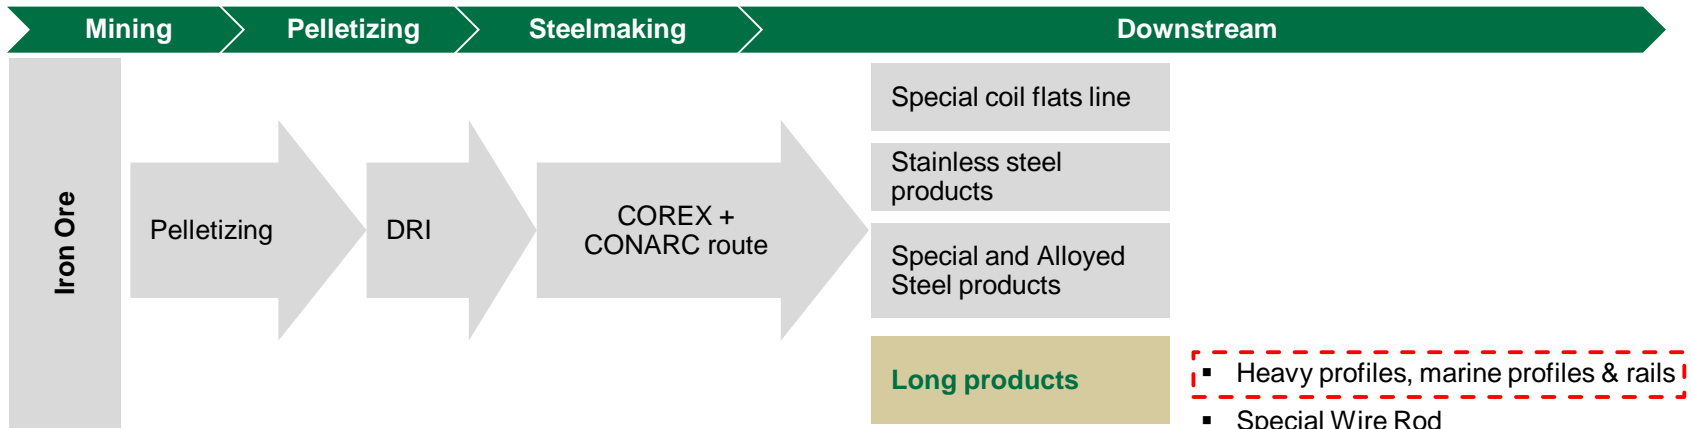 Mining
Pelletizing
Steelmaking
Downstream
Iron Ore
Pelletizing
DRI
COREX +
CONARC route
Special coil flats line
Stainless steel
products
Special and Alloyed
Steel products
Long products
▪ Heavy profiles, marine profiles & rails
▪ Special Wire Rod